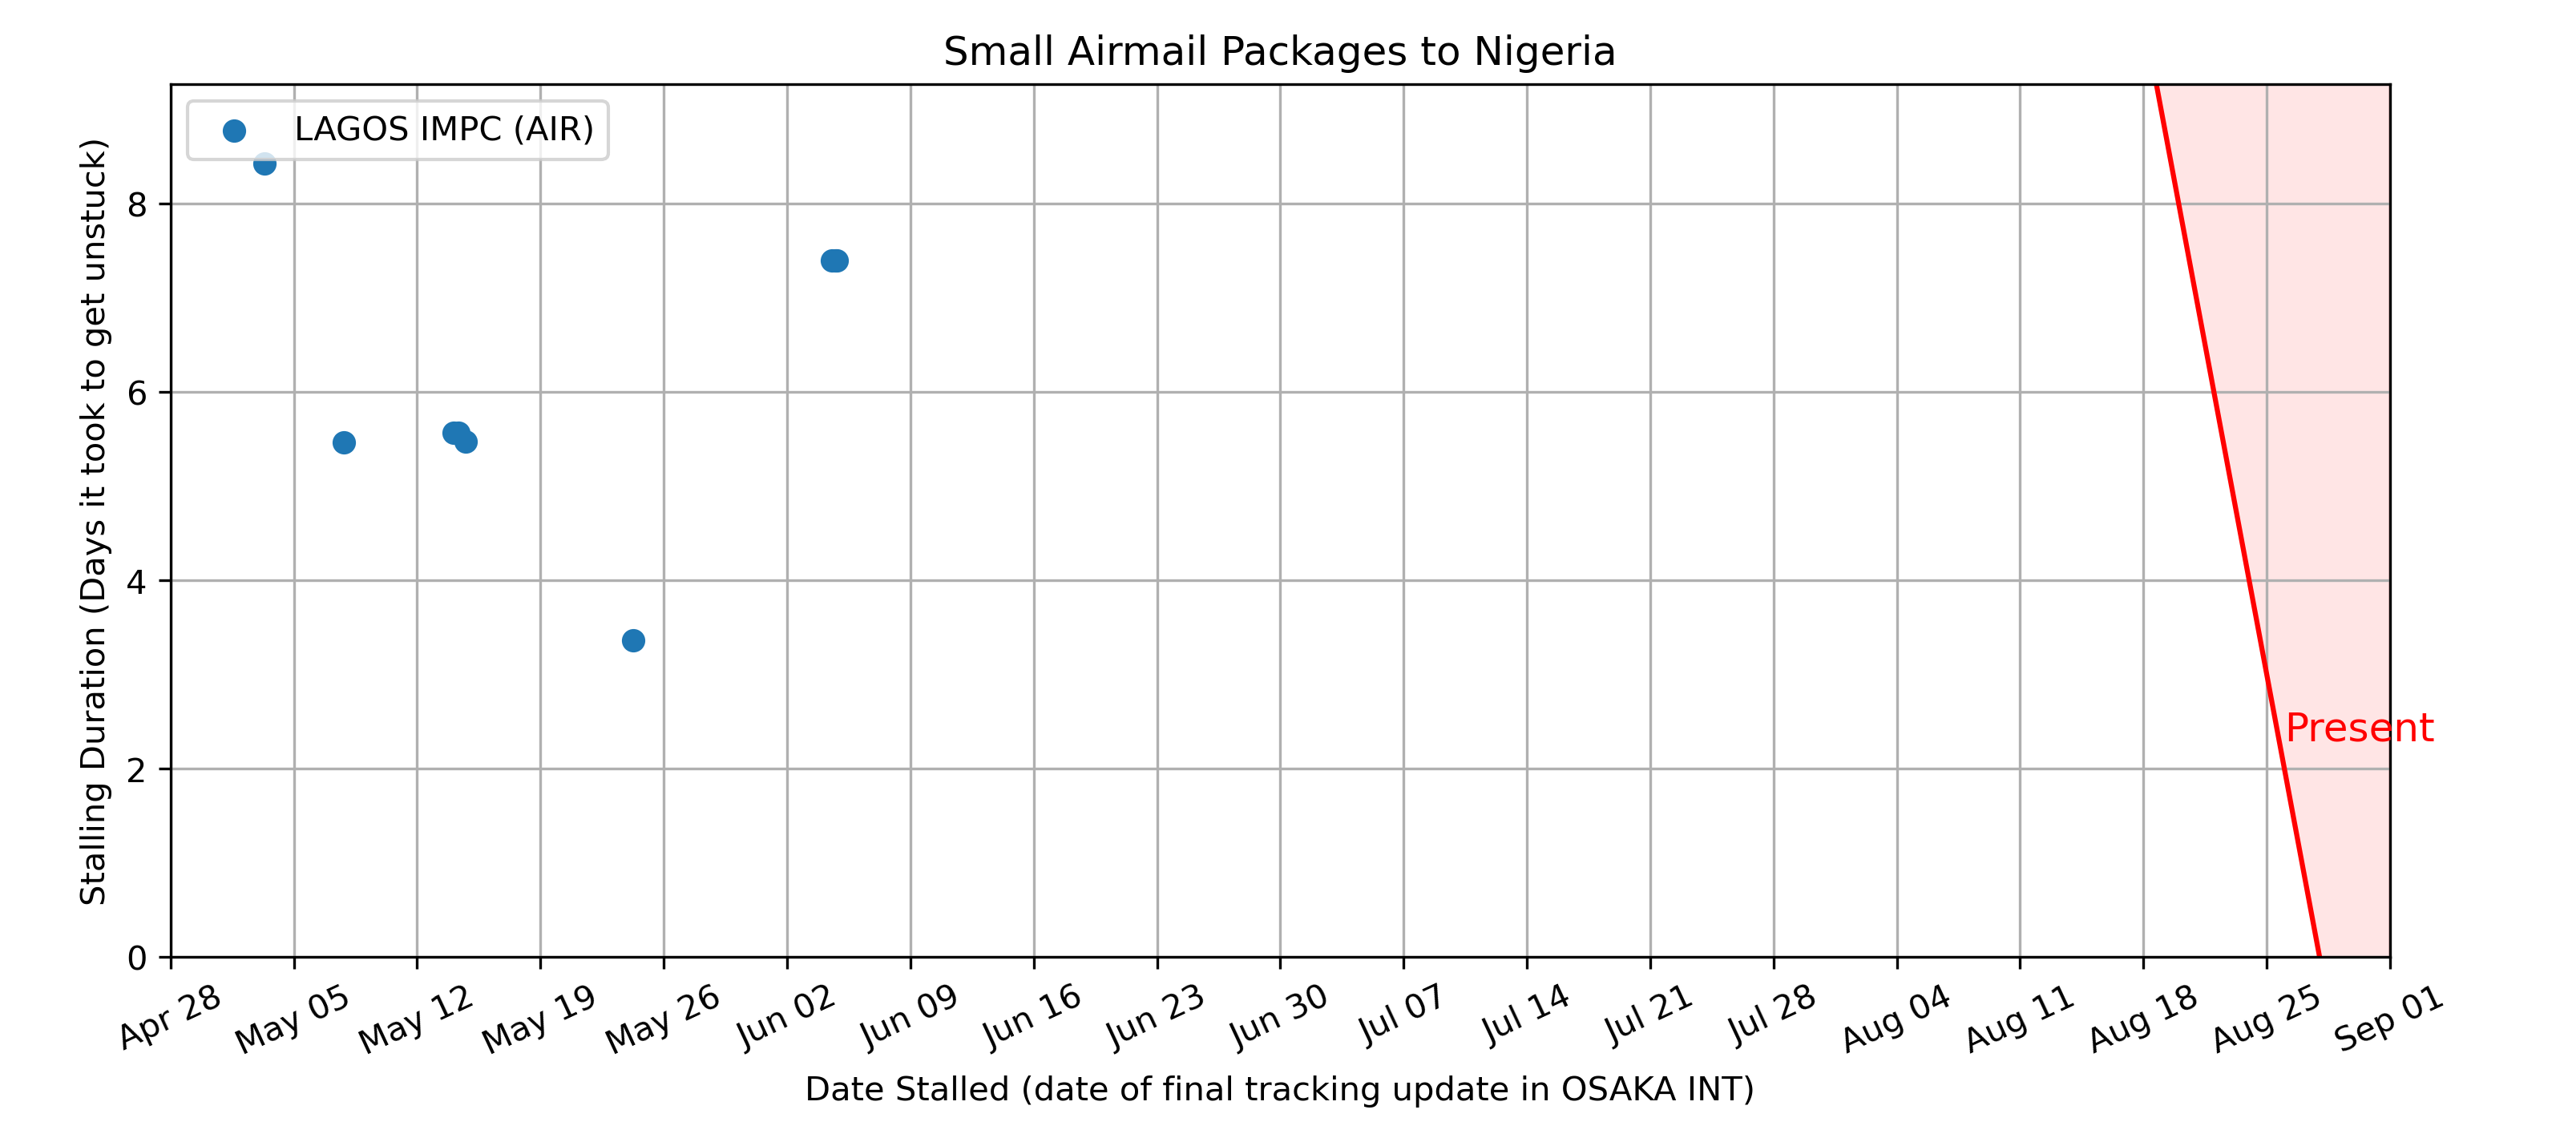 Small Airmail Packages to Nigeria
LAGOS IMPC (AIR)
Stalling Duration (Days it took to get unstuck)
8
6
4
2
0
Present
Apr 28
May 05
May 12
May 19
May 26
Jun 02
Jun 09
Jun 16
Jun 23
Jun 30
Jul 07
Jul 14
Jul 21
Jul 28
Aug 04
Aug 11
Aug 18
Aug 25
Sep 01
Date Stalled (date of final tracking update in OSAKA INT)